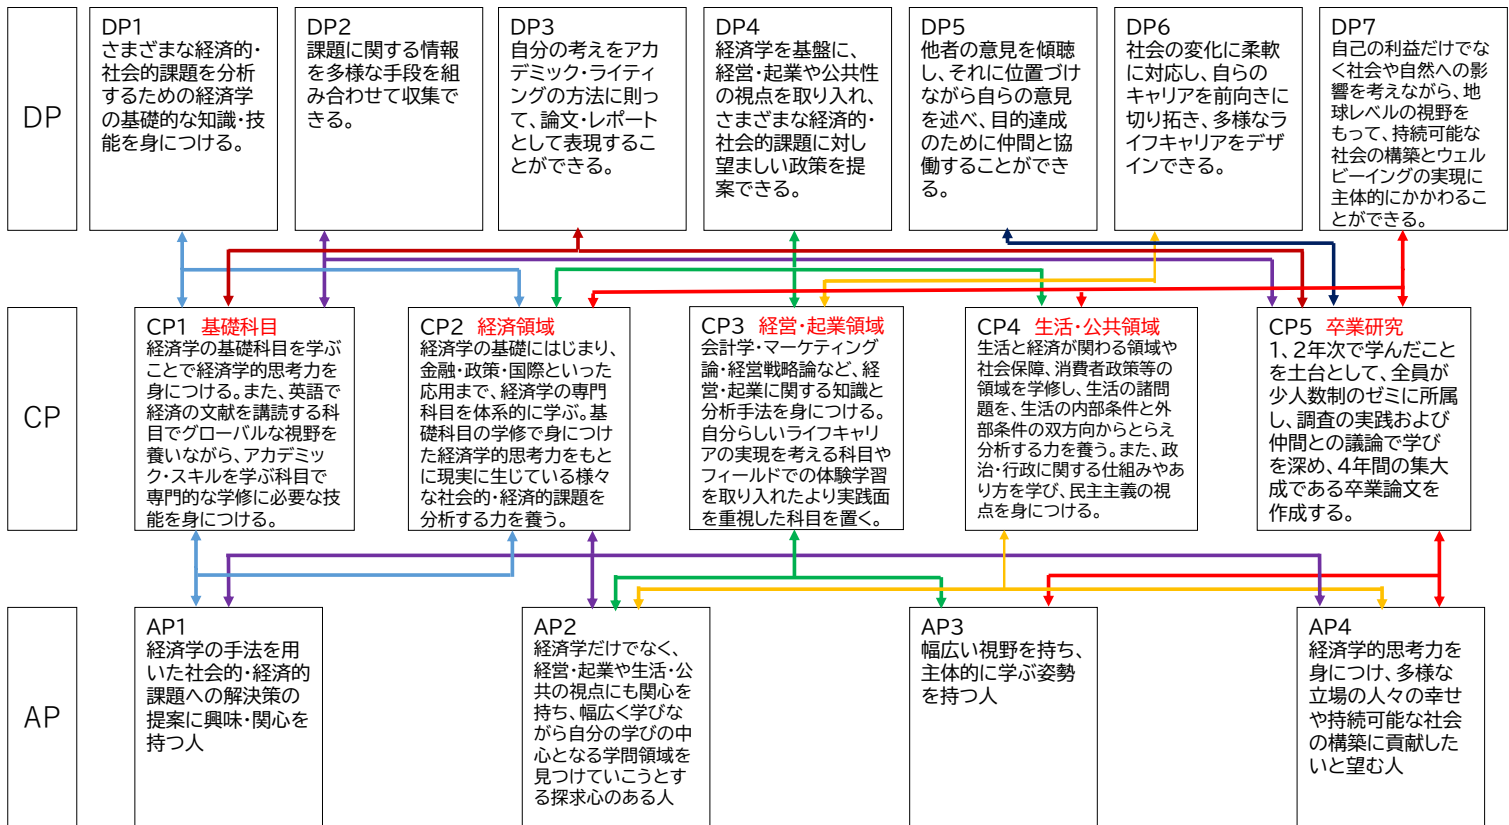 DP
DP1
さまざまな経済的・
社会的課題を分析
するための経済学
の基礎的な知識・技
能を身につける。
DP2
課題に関する情報
を多様な手段を組
み合わせて収集で
きる。
DP3
自分の考えをアカ
デミック・ライティ
ングの方法に則っ
て、論文・レポート
として表現するこ
とができる。
DP4
経済学を基盤に、
経営・起業や公共性
の視点を取り入れ、
さまざまな経済的・
社会的課題に対し
望ましい政策を提
案できる。
DP5
他者の意見を傾聴
し、それに位置づけ
ながら自らの意見
を述べ、目的達成
のために仲間と協
働することができ
る。
DP6
社会の変化に柔軟
に対応し、自らの
キャリアを前向きに
切り拓き、多様なラ
イフキャリアをデザ
インできる。
DP7
自己の利益だけでな
く社会や自然への影
響を考えながら、地
球レベルの視野を
もって、持続可能な
社会の構築とウェル
ビーイングの実現に
主体的にかかわるこ
とができる。
CP
CP1 基礎科目
経済学の基礎科目を学ぶ
ことで経済学的思考力を
身につける。また、英語で
経済の文献を講読する科
目でグローバルな視野を
養いながら、アカデミッ
ク・スキルを学ぶ科目で
専門的な学修に必要な技
能を身につける。
CP2 経済領域
経済学の基礎にはじまり、
金融・政策・国際といった
応用まで、経済学の専門
科目を体系的に学ぶ。基
礎科目の学修で身につけ
た経済学的思考力をもと
に現実に生じている様々
な社会的・経済的課題を
分析する力を養う。
CP3 経営・起業領域
会計学・マーケティング
論・経営戦略論など、経
営・起業に関する知識と
分析手法を身につける。
自分らしいライフキャリ
アの実現を考える科目や
フィールドでの体験学習
を取り入れたより実践面
を重視した科目を置く。
CP4 生活・公共領域
生活と経済が関わる領域や
社会保障、消費者政策等の
領域を学修し、生活の諸問
題を、生活の内部条件と外
部条件の双方向からとらえ
分析する力を養う。また、政
治・行政に関する仕組みやあ
り方を学び、民主主義の視
点を身につける。
CP5 卒業研究
1、2年次で学んだこと
を土台として、全員が
少人数制のゼミに所属
し、調査の実践および
仲間との議論で学び
を深め、4年間の集大
成である卒業論文を
作成する。
AP
AP1
経済学の手法を用
いた社会的・経済的
課題への解決策の
提案に興味・関心を
持つ人
AP2
経済学だけでなく、
経営・起業や生活・公
共の視点にも関心を
持ち、幅広く学びな
がら自分の学びの中
心となる学問領域を
見つけていこうとす
る探求心のある人
AP3
幅広い視野を持ち、
主体的に学ぶ姿勢
を持つ人
AP4
経済学的思考力を
身につけ、多様な
立場の人々の幸せ
や持続可能な社会
の構築に貢献した
いと望む人